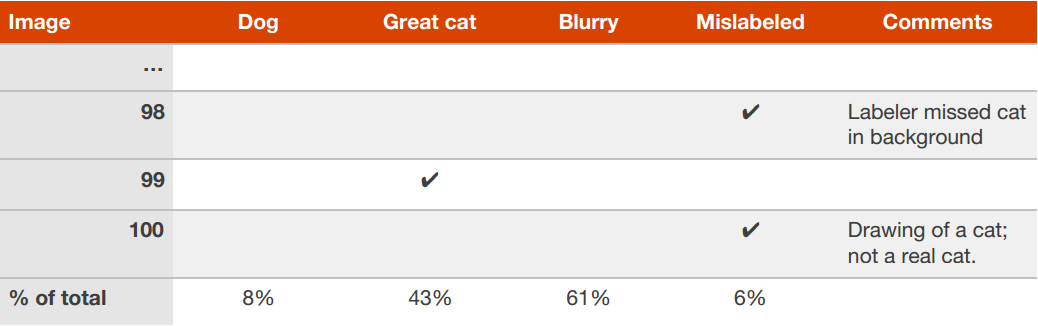 Image Dog Great cat Blurry Mislabeled Comments
...
98 ✔ Labeler missed cat
in background
99 ✔
100 ✔ Drawing of a cat;
not a real cat.
% of total 8% 43% 61% 6%